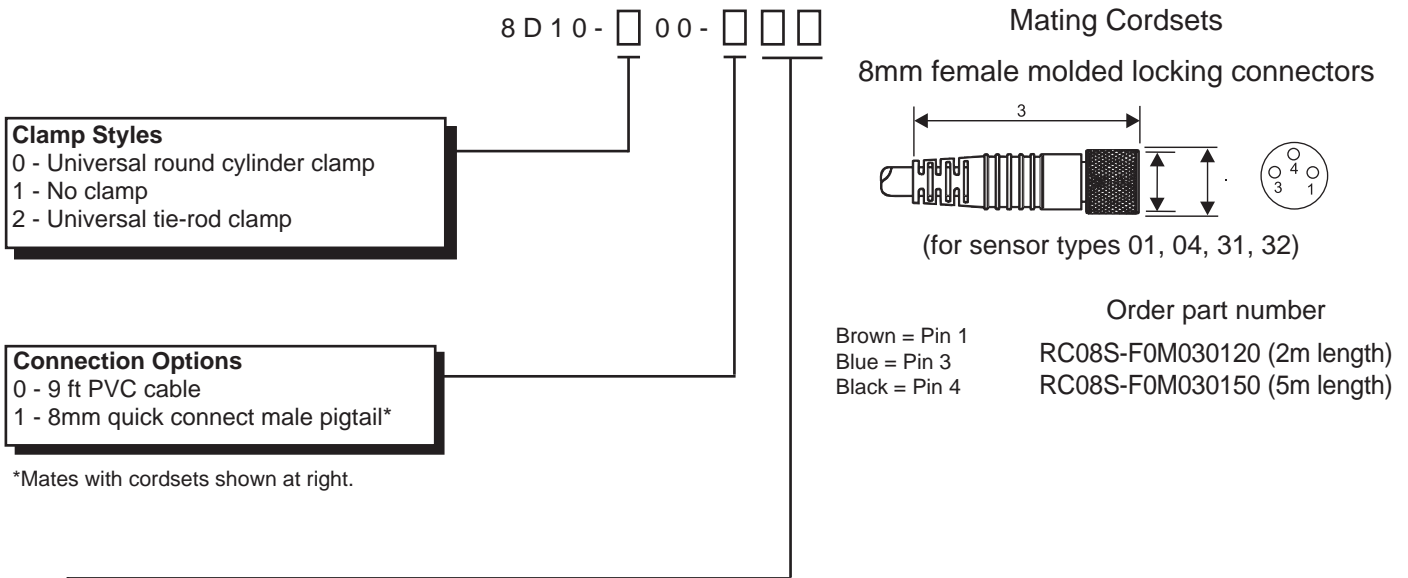 8D10-□00-□□□
Clamp Styles
0 - Universal round cylinder clamp
1 - No clamp
2 - Universal tie-rod clamp
Connection Options
0 - 9 ft PVC cable
1 - 8mm quick connect male pigtail*
*Mates with cordsets shown at right.
Mating Cordsets
8mm female molded locking connectors
3
4
3 1
(for sensor types 01, 04, 31, 32)
Brown = Pin 1
Blue = Pin 3
Black = Pin 4
Order part number
RC08S-F0M030120 (2m length)
RC08S-F0M030150 (5m length)